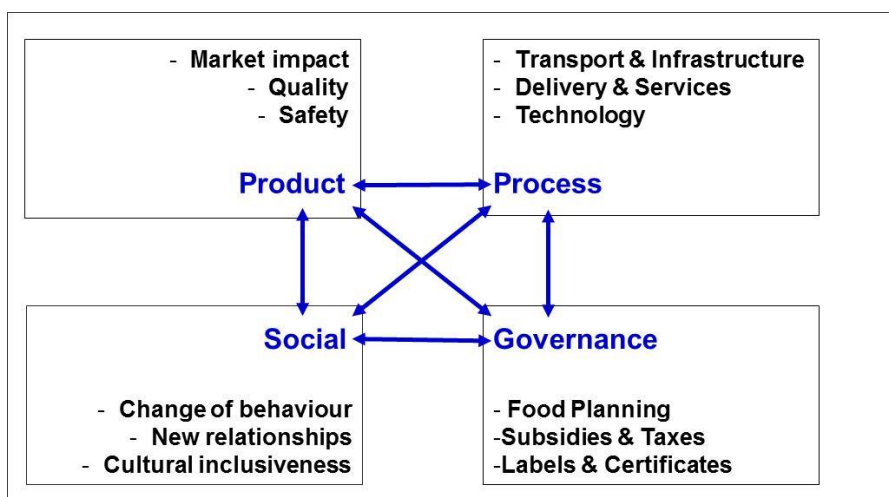 - Market impact
- Quality
- Safety
Product
- Transport & Infrastructure
- Delivery & Services
- Technology
Process
Social
- Change of behaviour
- New relationships
- Cultural inclusiveness
Governance
- Food Planning
-Subsidies & Taxes
-Labels & Certificates